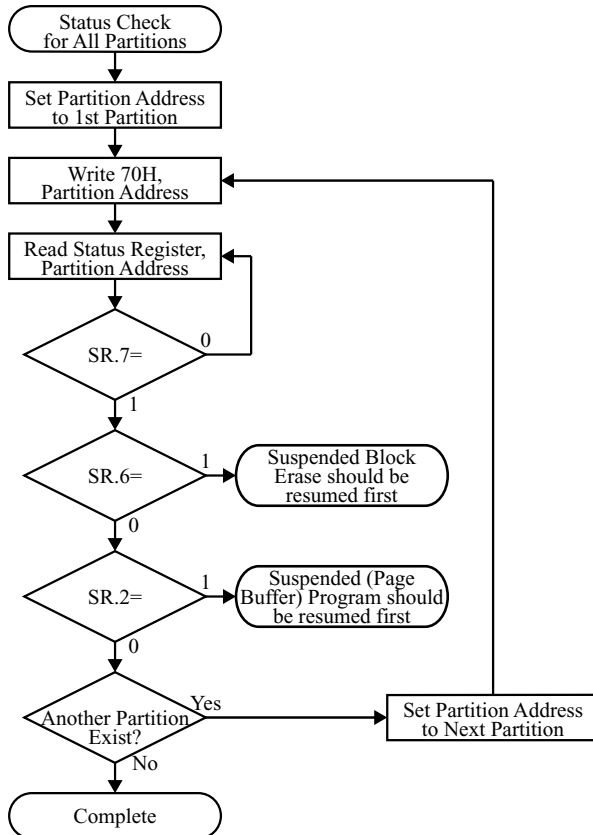 Status Check
for All Partitions
Set Partition Address
to 1st Partition
Write 70H,
Partition Address
Read Status Register,
Partition Address
SR.7=
0
1
SR.6=
1
Suspended Block
Erase should be
resumed first
0
SR.2=
1
Suspended (Page
Buffer) Program should
be resumed first
0
Another Partition
Exist?
Yes
Set Partition Address
to Next Partition
No
Complete